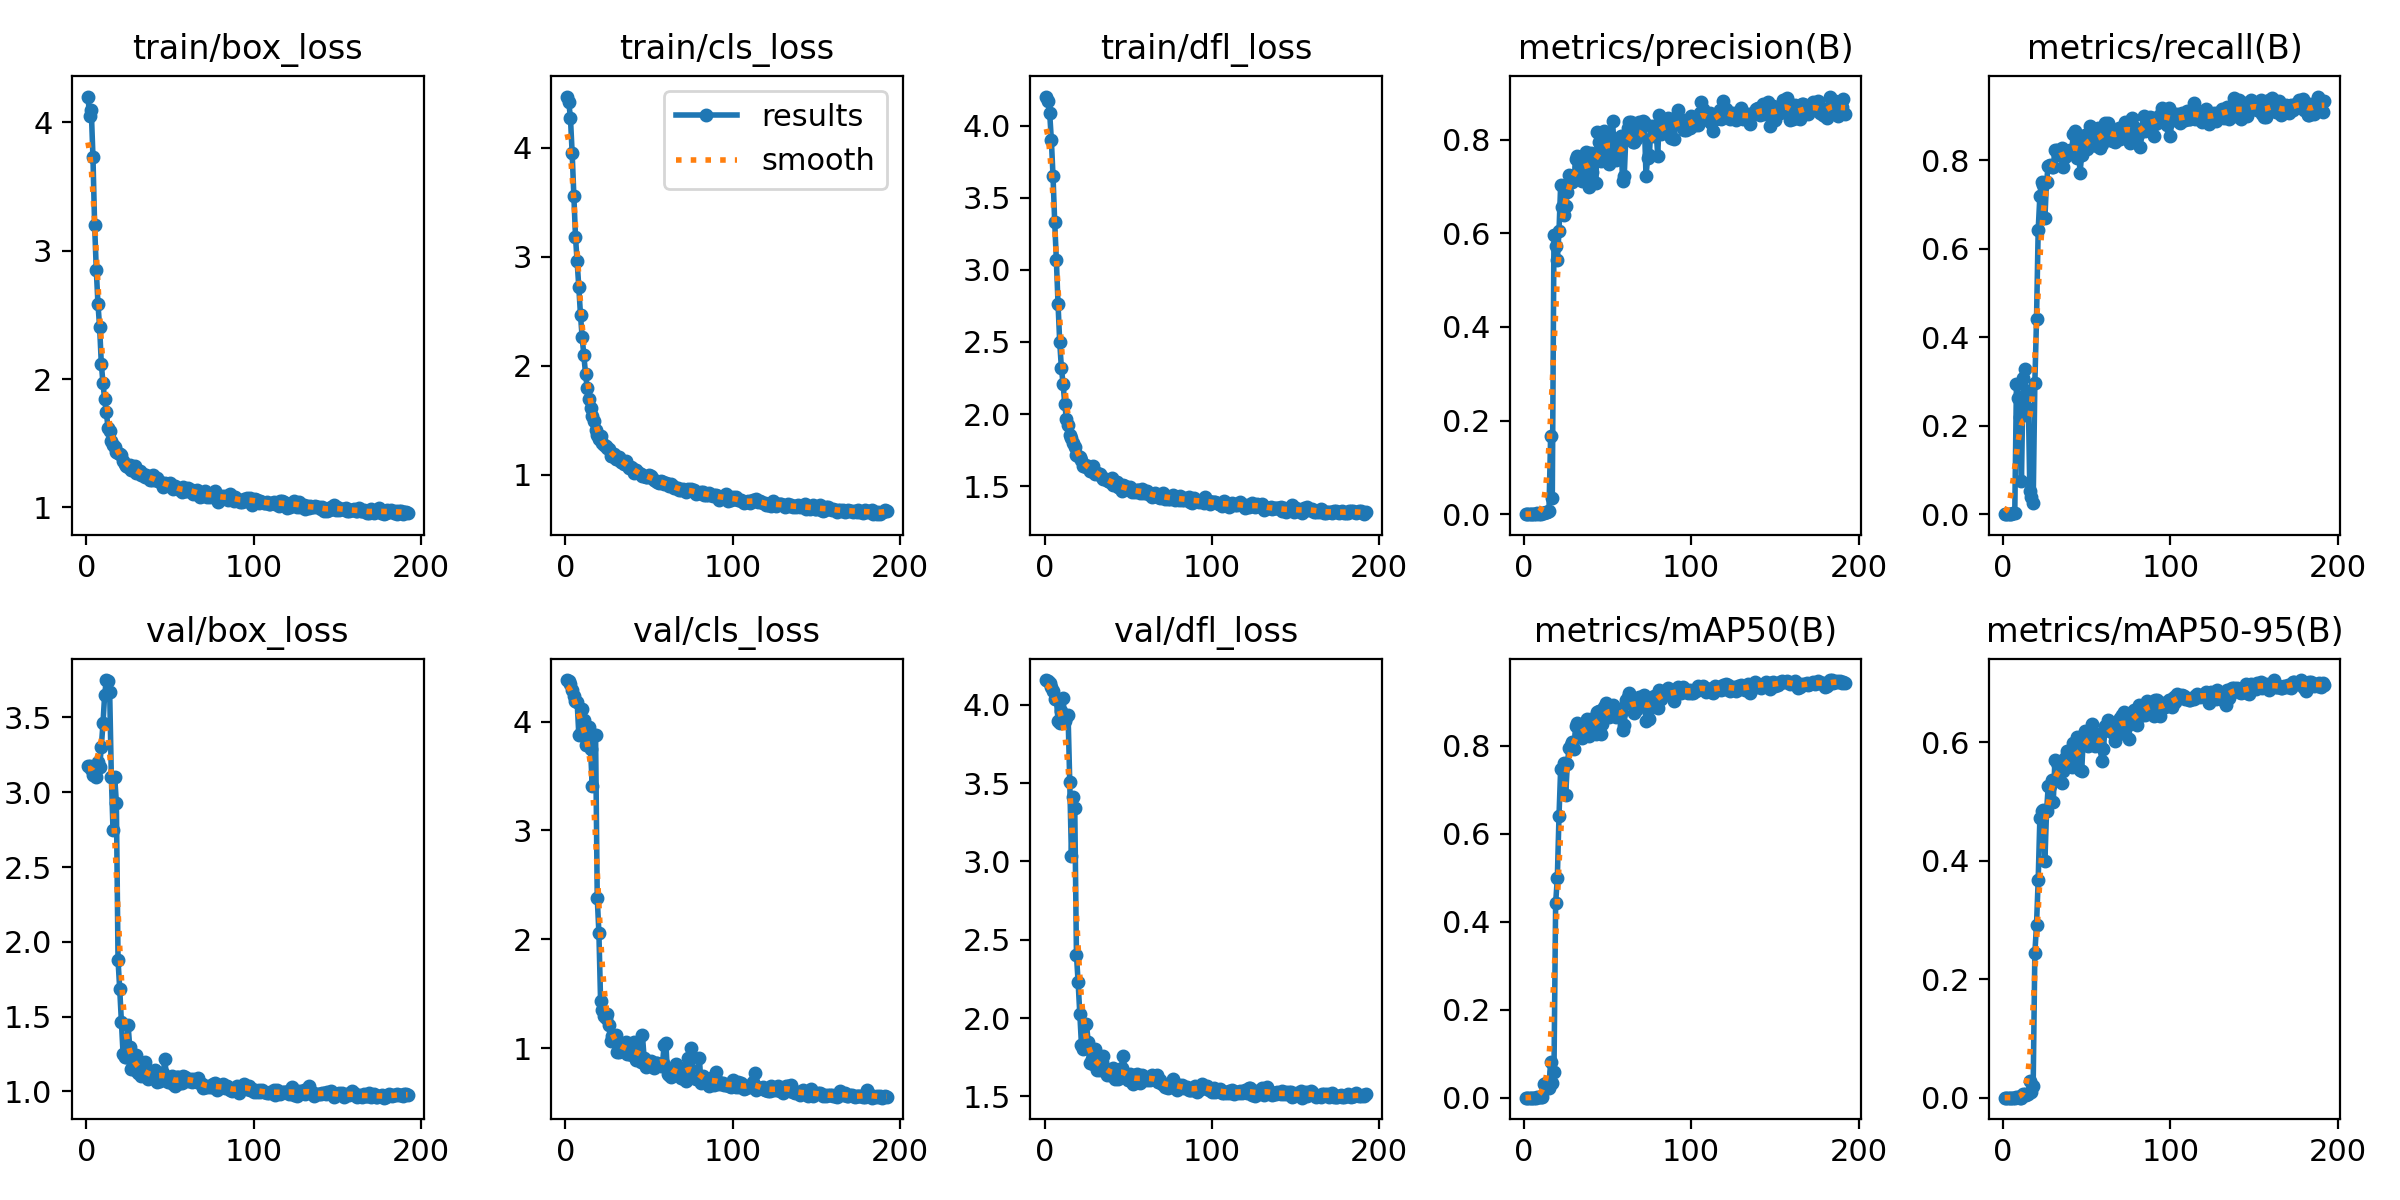 train/box_loss
4
3
2
1
0 100 200
train/cls_loss
results
smooth
4
3
2
1
0 100 200
train/dfl_loss
4.0
3.5
3.0
2.5
2.0
1.5
0 100 200
metrics/precision(B)
0.8
0.6
0.4
0.2
0.0
0 100 200
metrics/recall(B)
0.8
0.6
0.4
0.2
0.0
0 100 200
val/box_loss
3.5
3.0
2.5
2.0
1.5
1.0
0 100 200
val/cls_loss
4
3
2
1
0 100 200
val/dfl_loss
4.0
3.5
3.0
2.5
2.0
1.5
0 100 200
metrics/mAP50(B)
0.8
0.6
0.4
0.2
0.0
0 100 200
metrics/mAP50-95(B)
0.6
0.4
0.2
0.0
0 100 200